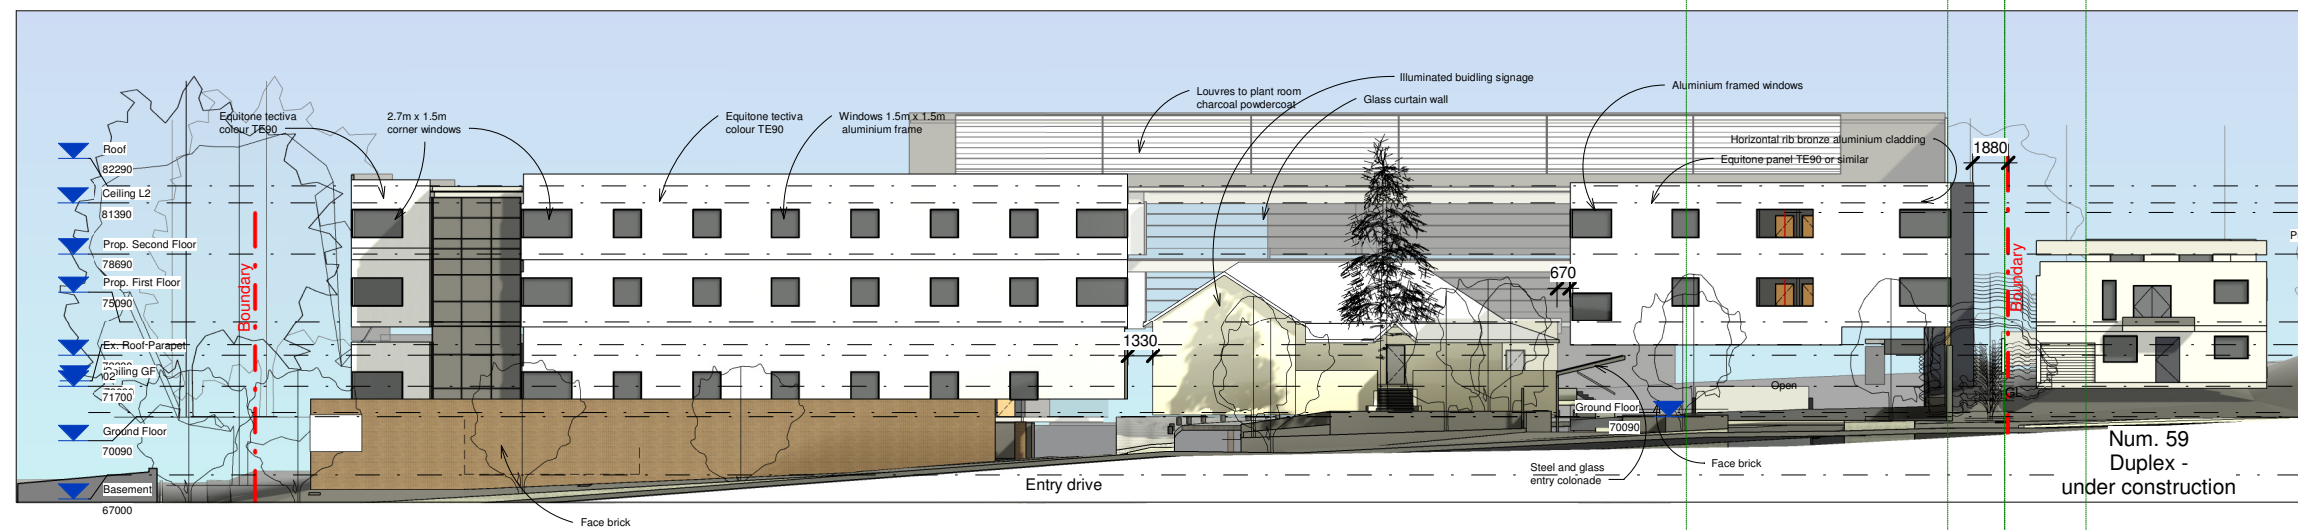 Illuminated buidling signage
Louvres to plant room
charcoal powdercoat
Glass curtain wall
Aluminium framed windows
Equitone tectiva
colour TE90
2.7m x 1.5m
corner windows
Equitone tectiva
colour TE90
Windows 1.5m x 1.5m
aluminium frame
Horizontal rib bronze aluminium cladding
Equitone panel TE90 or similar
1880
Roof
82290
Ceiling L2
81390
Prop. Second Floor
78690
Prop. First Floor
75090
Ex. Roof Parapet
Ceiling GF
71700
Ground Floor
70090
Basement
67000
Boundary
670
1330
Boundary
Open
GL
Ground Floor
70090
Steel and glass
entry colonade
Face brick
Entry drive
Face brick
Num. 59
Duplex -
under construction